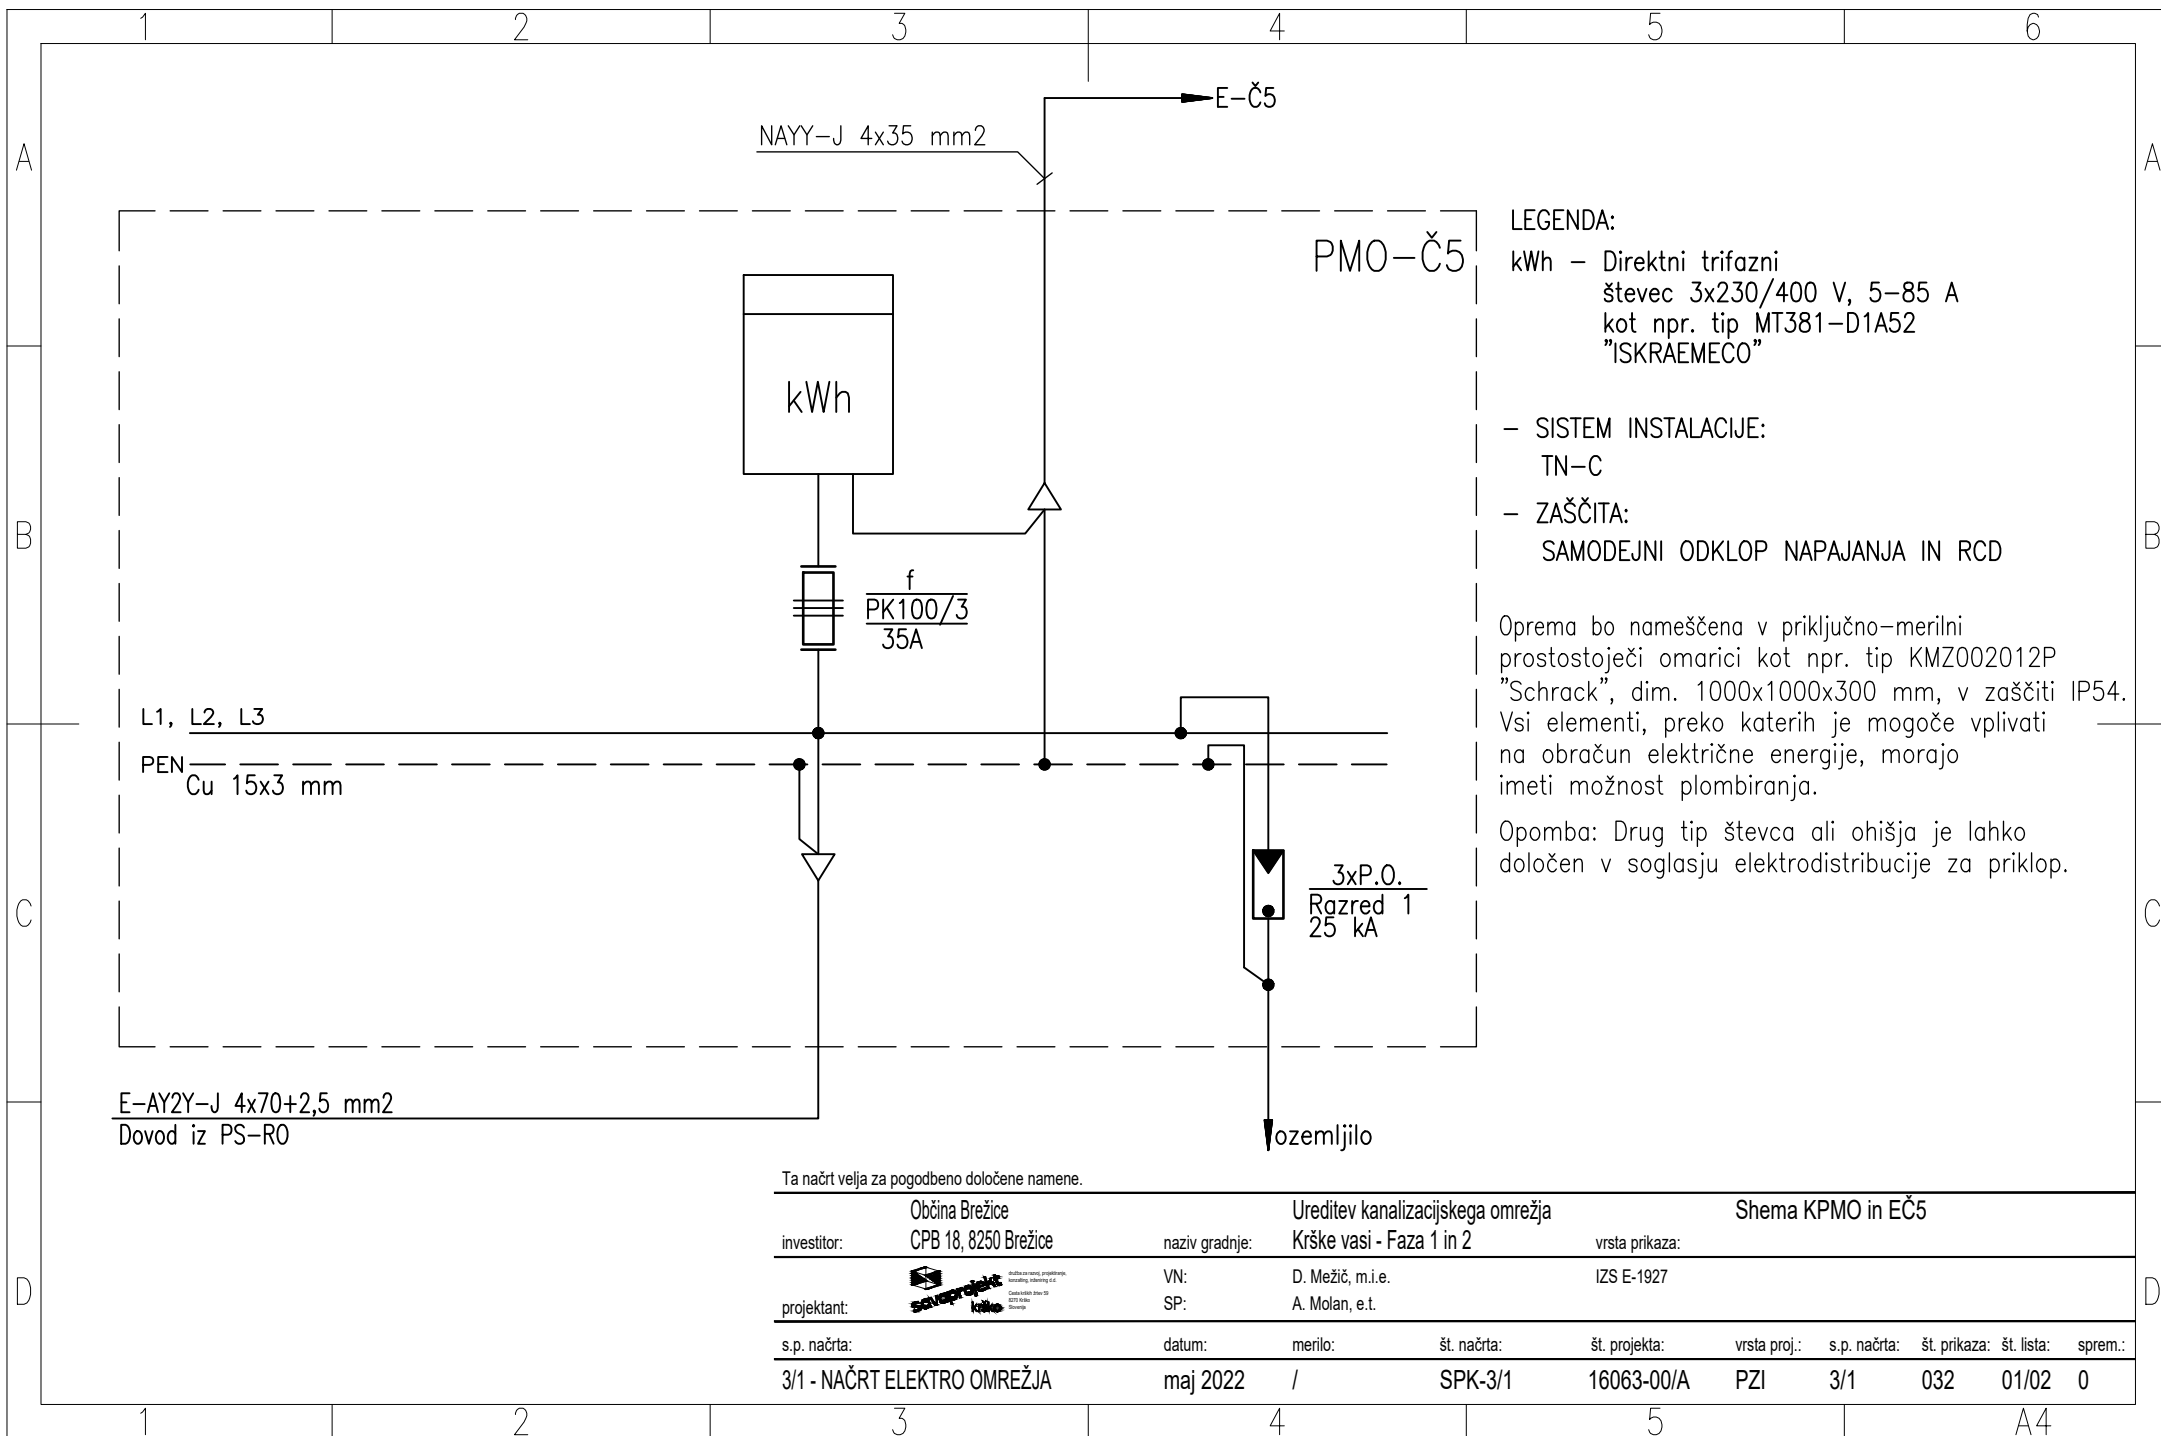 1 2 3 4 5 6
A A
B B
C C
D D
E-Č5
NAYY-J 4x35 mm2
PMO-Č5
kWh
f
PK100/3
35A
L1, L2, L3
PEN
Cu 15x3 mm
3xP.O.
Razred 1
25 kA
E-AY2Y-J 4x70+2,5 mm2
Dovod iz PS-RO
ozemljilo
LEGENDA:
kWh - Direktni trifazni
števec 3x230/400 V, 5-85 A
kot npr. tip MT381-D1A52
"ISKRAEMECO"
- SISTEM INSTALACIJE:
TN-C
- ZAŠČITA:
SAMODEJNI ODKLOP NAPAJANJA IN RCD
Oprema bo nameščena v priključno-merilni
prostostoječi omarici kot npr. tip KMZ002012P
"Schrack", dim. 1000x1000x300 mm, v zaščiti IP54.
Vsi elementi, preko katerih je mogoče vplivati
na obračun električne energije, morajo
imeti možnost plombiranja.
Opomba: Drug tip števca ali ohišja je lahko
določen v soglasju elektrodistribucije za priklop.
Ta načrt velja za pogodbeno določene namene.
Občina Brežice Ureditev kanalizacijskega omrežja Shema KPMO in EČ5
investitor: CPB 18, 8250 Brežice naziv gradnje: Krške vasi - Faza 1 in 2 vrsta prikaza:
VN: D. Mežič, m.i.e. IZS E-1927
projektant: savaprojekt krško SP: A. Molan, e.t.
s.p. načrta: datum: merilo: št. načrta: št. projekta: vrsta proj.: s.p. načrta: št. prikaza: št. lista: sprem.:
3/1 - NAČRT ELEKTRO OMREŽJA maj 2022 / SPK-3/1 16063-00/A PZI 3/1 032 01/02 0
1 2 3 4 5 A4